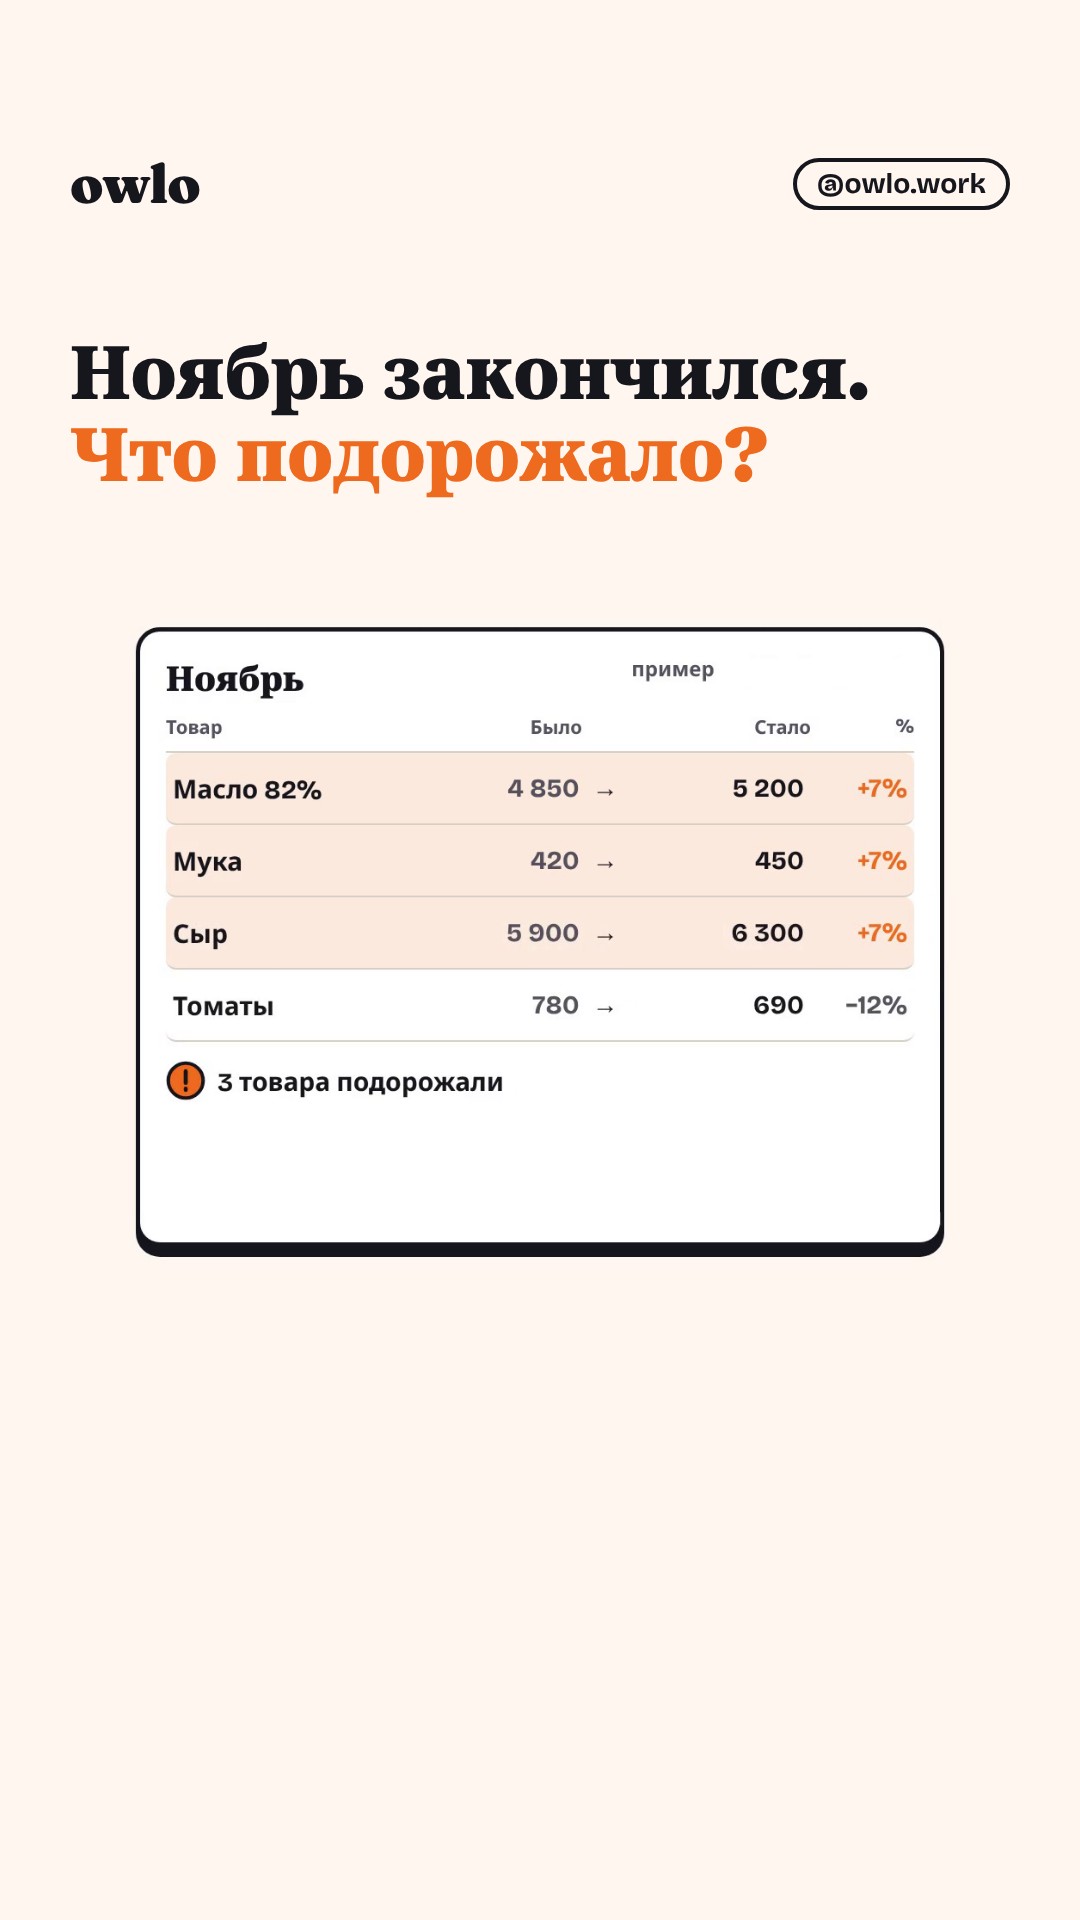 owlo
@owlo.work
Ноябрь закончился.
Что подорожало?
Ноябрь пример
Товар Было Стало %
Масло 82% 4 850 → 5 200 +7%
Мука 420 → 450 +7%
Сыр 5 900 → 6 300 +7%
Томаты 780 → 690 −12%
! 3 товара подорожали